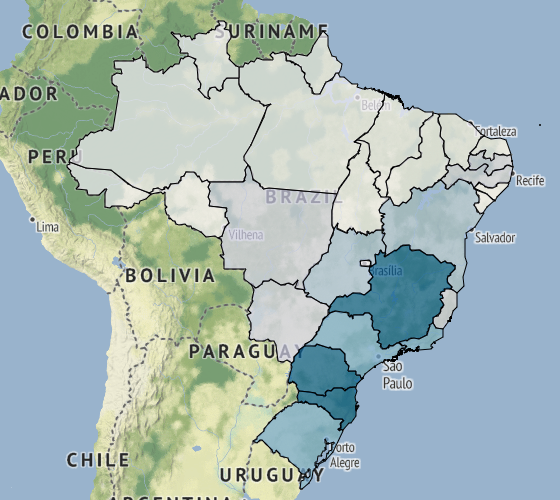 COLOMBIA
SURINAME
ADOR
Belém
Fortaleza
PERU
Recife
BRAZIL
Lima
Vilhena
Salvador
BOLIVIA
Brasília
PARAGUAY
São
Paulo
CHILE
Porto
Alegre
URUGUAY
ARGENTINA